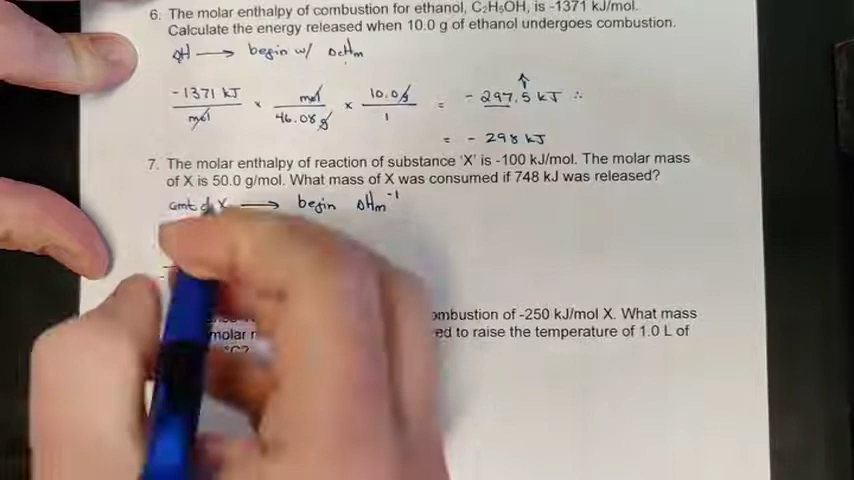 6. The molar enthalpy of combustion for ethanol, C₂H₅OH, is -1371 kJ/mol.
Calculate the energy released when 10.0 g of ethanol undergoes combustion.
ΔH → begin w/ ΔcHm
-1371 kJ / mol × mol / 46.08 g × 10.0 g / 1 = - 297.5 kJ ∴
= - 298 kJ
7. The molar enthalpy of reaction of substance 'X' is -100 kJ/mol. The molar mass
of X is 50.0 g/mol. What mass of X was consumed if 748 kJ was released?
amt of X → begin ΔHm⁻¹
ombustion of -250 kJ/mol X. What mass
molar ed to raise the temperature of 1.0 L of
°C?